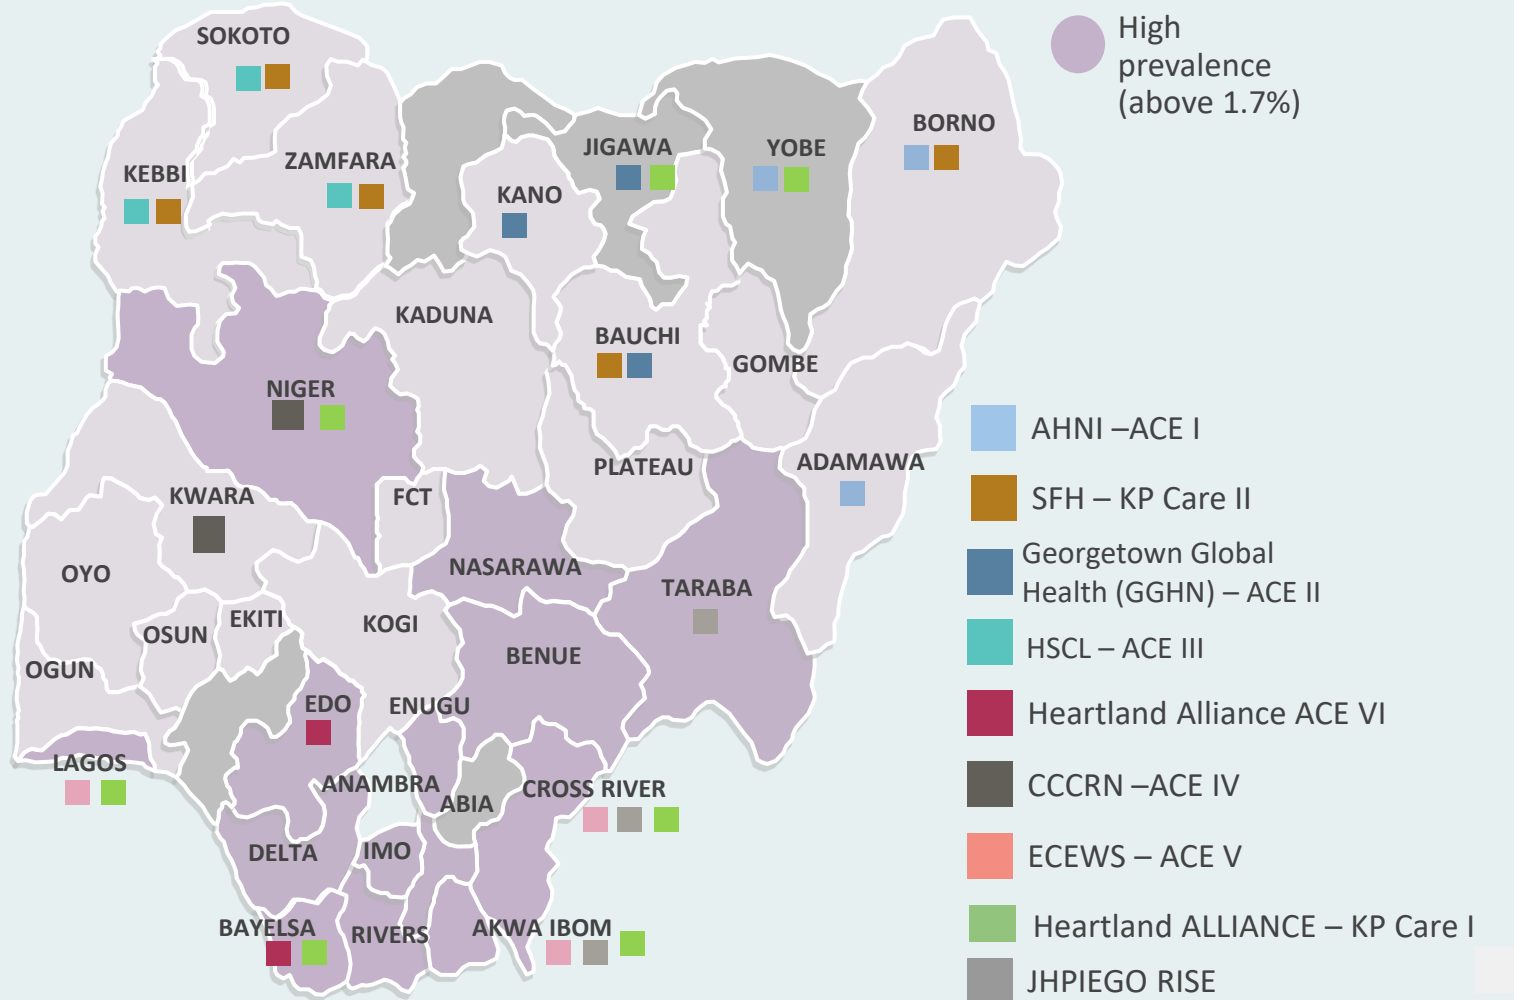 High
prevalence
(above 1.7%)
SOKOTO
BORNO
JIGAWA
YOBE
ZAMFARA
KEBBI
KANO
KADUNA
BAUCHI
GOMBE
NIGER
AHNI –ACE I
PLATEAU
ADAMAWA
KWARA
FCT
SFH – KP Care II
Georgetown Global
Health (GGHN) – ACE II
OYO
NASARAWA
TARABA
EKITI
KOGI
OSUN
HSCL – ACE III
BENUE
OGUN
EDO
ENUGU
Heartland Alliance ACE VI
LAGOS
ANAMBRA
CROSS RIVER
ABIA
CCCRN –ACE IV
DELTA
IMO
ECEWS – ACE V
BAYELSA
RIVERS
AKWA IBOM
Heartland ALLIANCE – KP Care I
JHPIEGO RISE